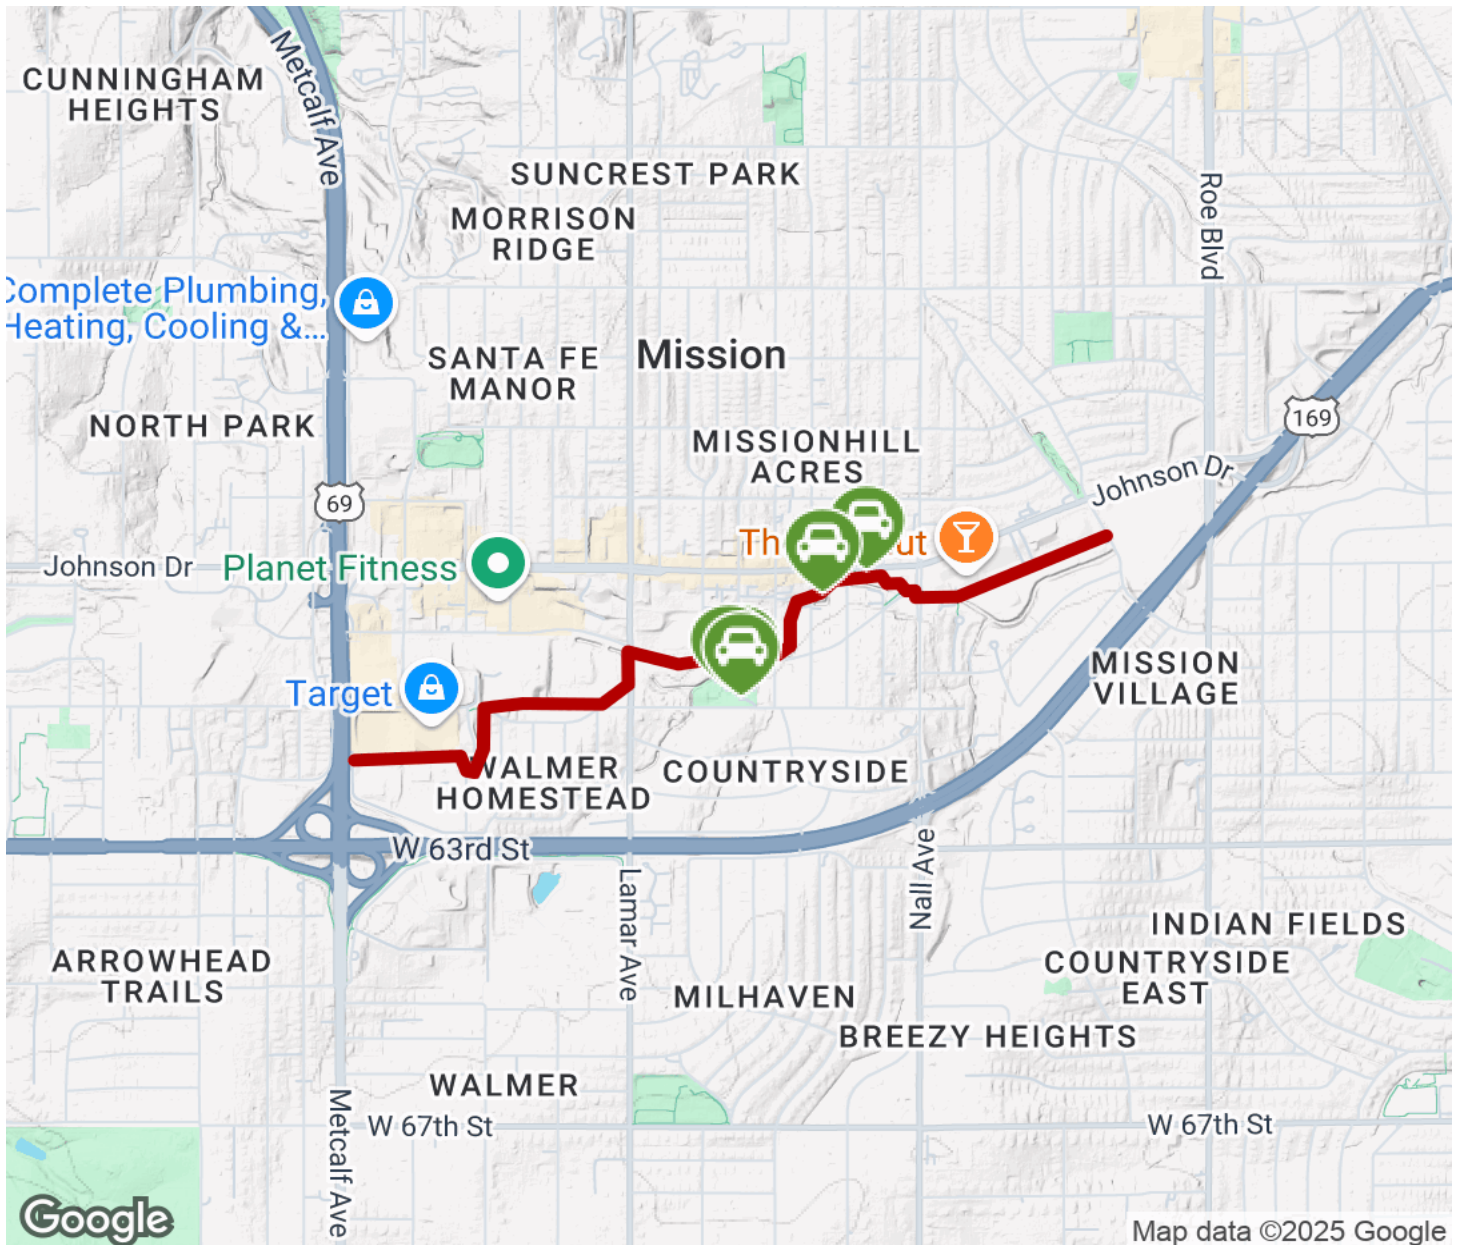 CUNNINGHAM
HEIGHTS
Metcalf Ave
SUNCREST PARK
MORRISON
RIDGE
Roe Blvd
Complete Plumbing,
Heating, Cooling &...
SANTA FE
MANOR
Mission
NORTH PARK
MISSIONHILL
ACRES
169
69
Johnson Dr
Th
ut
Johnson Dr
Planet Fitness
Target
MISSION
VILLAGE
WALMER
HOMESTEAD
COUNTRYSIDE
W 63rd St
Lamar Ave
Nall Ave
INDIAN FIELDS
ARROWHEAD
TRAILS
COUNTRYSIDE
EAST
MILHAVEN
BREEZY HEIGHTS
WALMER
Metcalf Ave
W 67th St
W 67th St
Google
Map data ©2025 Google